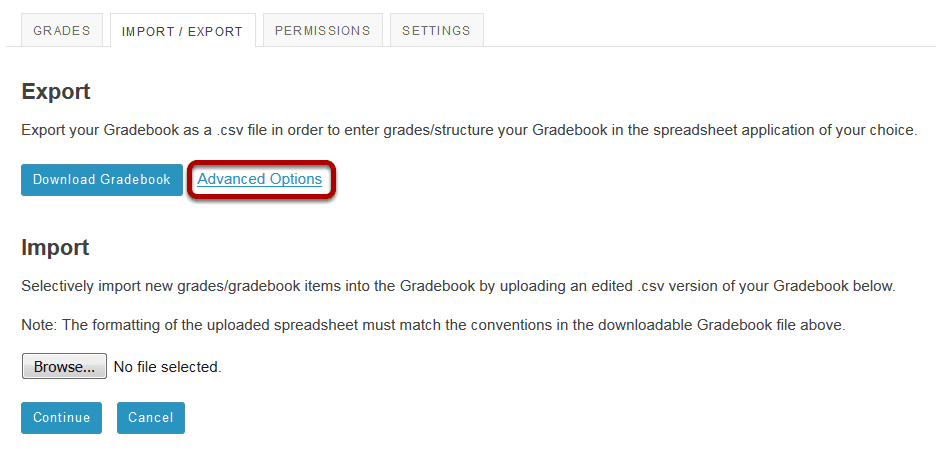 GRADES IMPORT / EXPORT PERMISSIONS SETTINGS
Export
Export your Gradebook as a .csv file in order to enter grades/structure your Gradebook in the spreadsheet application of your choice.
Download Gradebook Advanced Options
Import
Selectively import new grades/gradebook items into the Gradebook by uploading an edited .csv version of your Gradebook below.
Note: The formatting of the uploaded spreadsheet must match the conventions in the downloadable Gradebook file above.
Browse... No file selected.
Continue Cancel